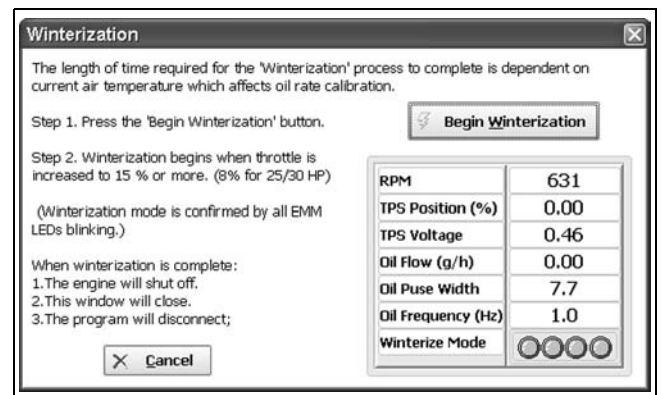 Winterization
The length of time required for the 'Winterization' process to complete is dependent on
current air temperature which affects oil rate calibration.
Step 1. Press the 'Begin Winterization' button.
Begin Winterization
Step 2. Winterization begins when throttle is
increased to 15 % or more. (8% for 25/30 HP)
(Winterization mode is confirmed by all EMM
LEDs blinking.)
When winterization is complete:
1.The engine will shut off.
2.This window will close.
3.The program will disconnect;
Cancel
RPM 631
TPS Position (%) 0.00
TPS Voltage 0.46
Oil Flow (g/h) 0.00
Oil Puse Width 7.7
Oil Frequency (Hz) 1.0
Winterize Mode